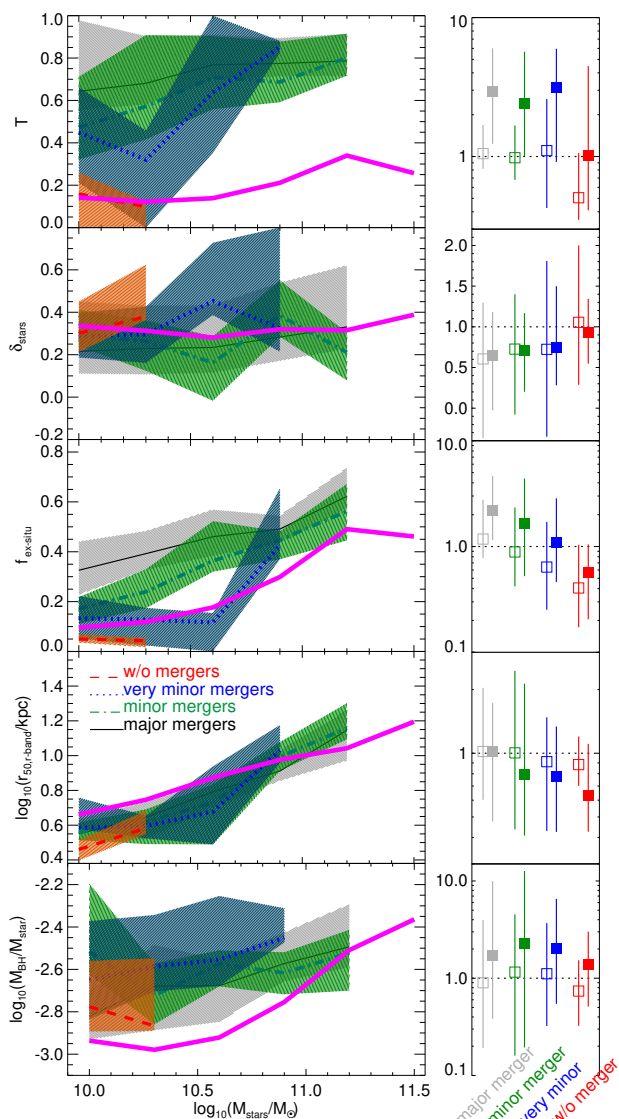 1.0
0.8
0.6
0.4
0.2
0.0
T
10
1
0.6
0.4
0.2
0.0
-0.2
δstars
2.0
1.5
1.0
0.5
0.0
0.8
0.6
0.4
0.2
0.0
f ex-situ
10.0
1.0
0.1
w/o mergers
very minor mergers
minor mergers
major mergers
1.6
1.4
1.2
1.0
0.8
0.6
0.4
log10(r50,r-band/kpc)
1
-2.2
-2.4
-2.6
-2.8
-3.0
log10(MBH/Mstar)
10.0
1.0
0.1
10.0 10.5 11.0 11.5
log10(Mstars/M⊙)
major merger
minor merger
very minor
w/o merger